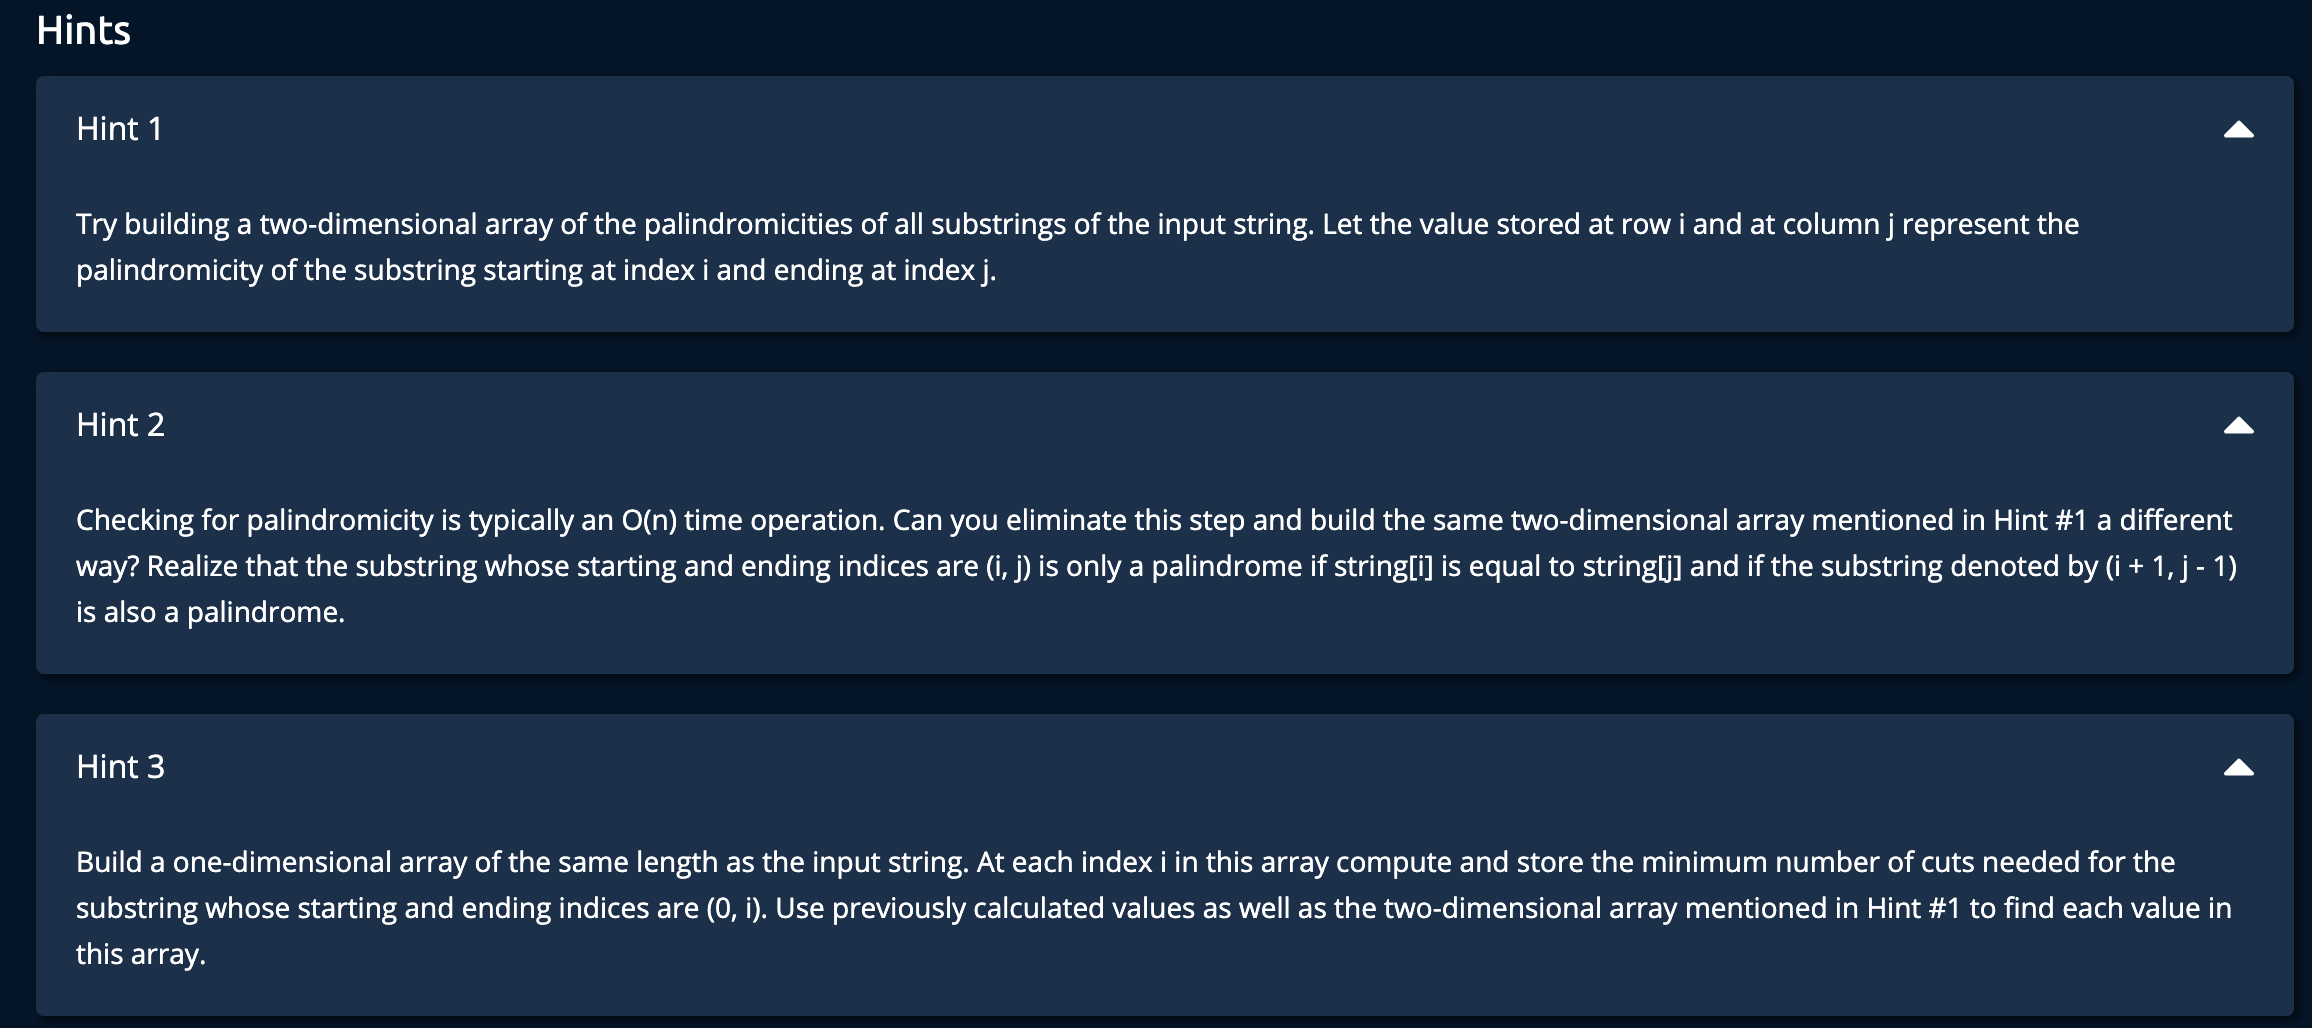 Hints
Hint 1
Try building a two-dimensional array of the palindromicities of all substrings of the input string. Let the value stored at row i and at column j represent the
palindromicity of the substring starting at index i and ending at index j.
Hint 2
Checking for palindromicity is typically an O(n) time operation. Can you eliminate this step and build the same two-dimensional array mentioned in Hint #1 a different
way? Realize that the substring whose starting and ending indices are (i, j) is only a palindrome if string[i] is equal to string[j] and if the substring denoted by (i + 1, j - 1)
is also a palindrome.
Hint 3
Build a one-dimensional array of the same length as the input string. At each index i in this array compute and store the minimum number of cuts needed for the
substring whose starting and ending indices are (0, i). Use previously calculated values as well as the two-dimensional array mentioned in Hint #1 to find each value in
this array.